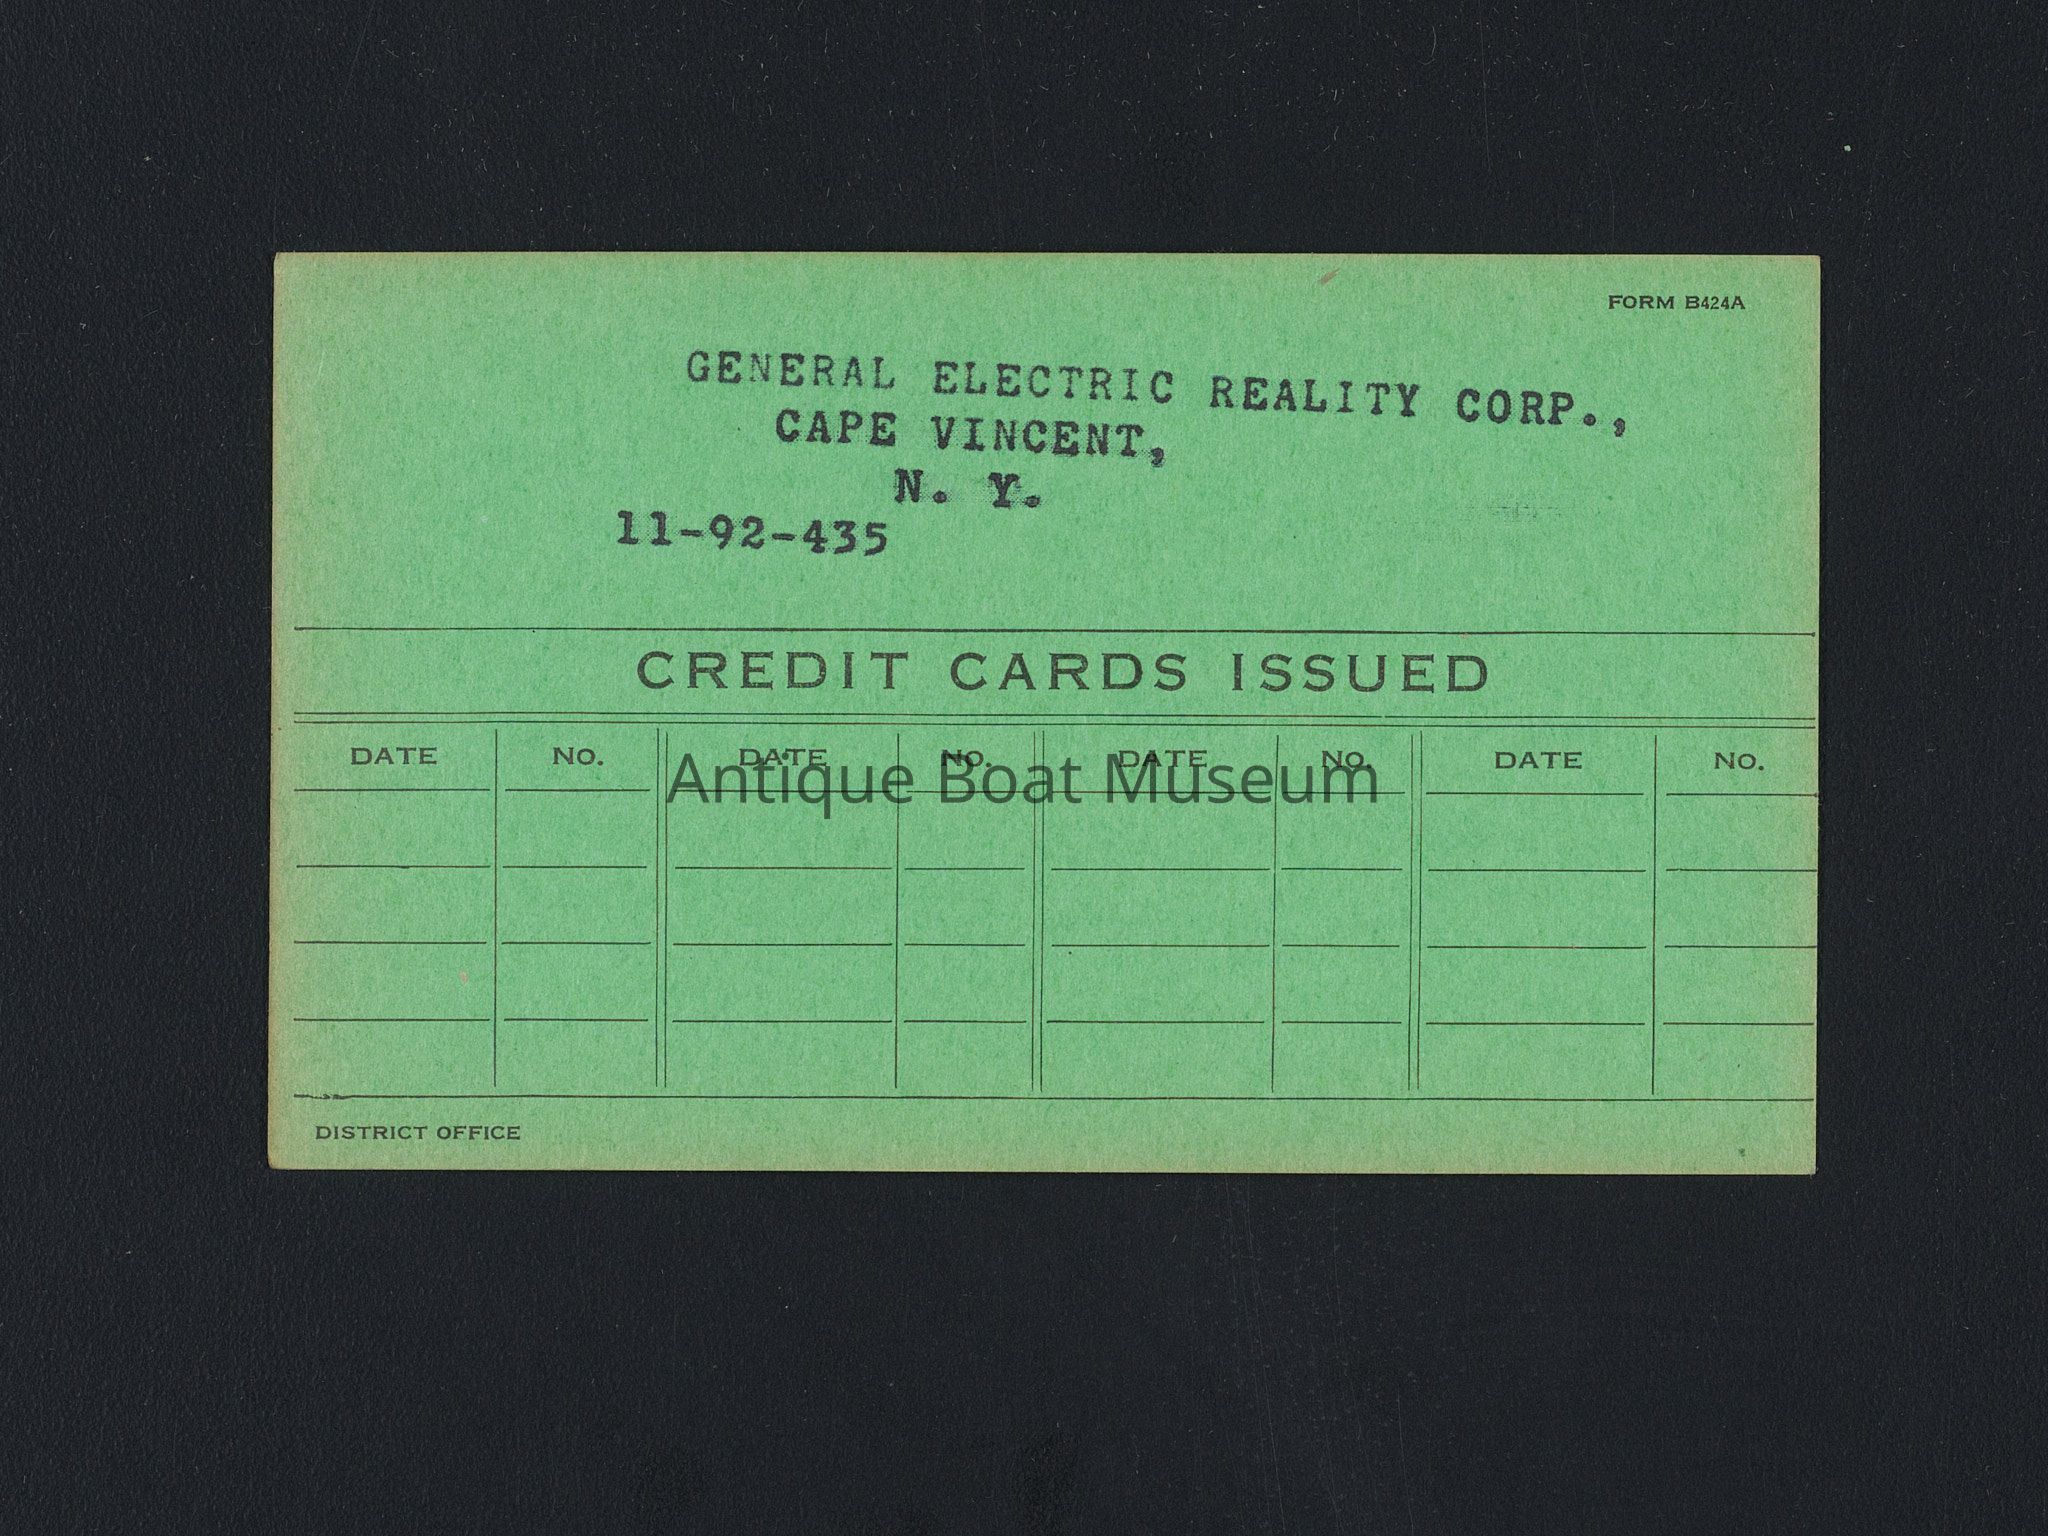 FORM B424A
GENERAL ELECTRIC REALITY CORP.,
CAPE VINCENT,
N. Y.
11-92-435
CREDIT CARDS ISSUED
DATE NO. DATE NO. DATE NO. DATE NO.
Antique Boat Museum
DISTRICT OFFICE